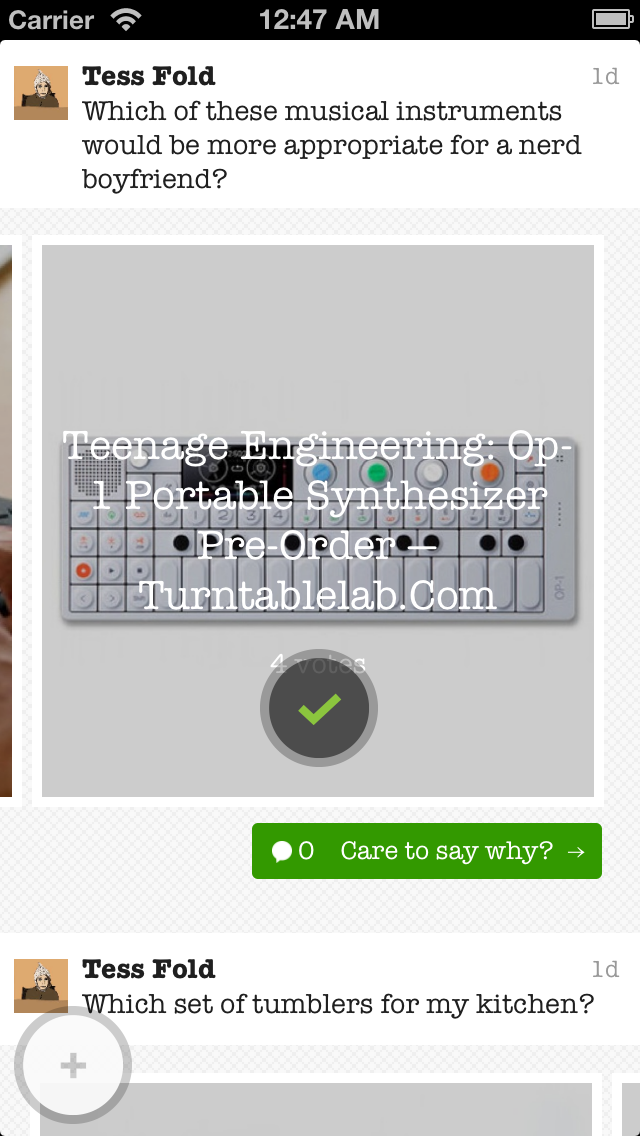 Carrier 12:47 AM
Tess Fold 1d
Which of these musical instruments
would be more appropriate for a nerd
boyfriend?
Teenage Engineering: Op-
1 Portable Synthesizer
Pre-Order —
Turntablelab.Com
OP-1
4 votes
0 Care to say why? →
Tess Fold 1d
Which set of tumblers for my kitchen?
+